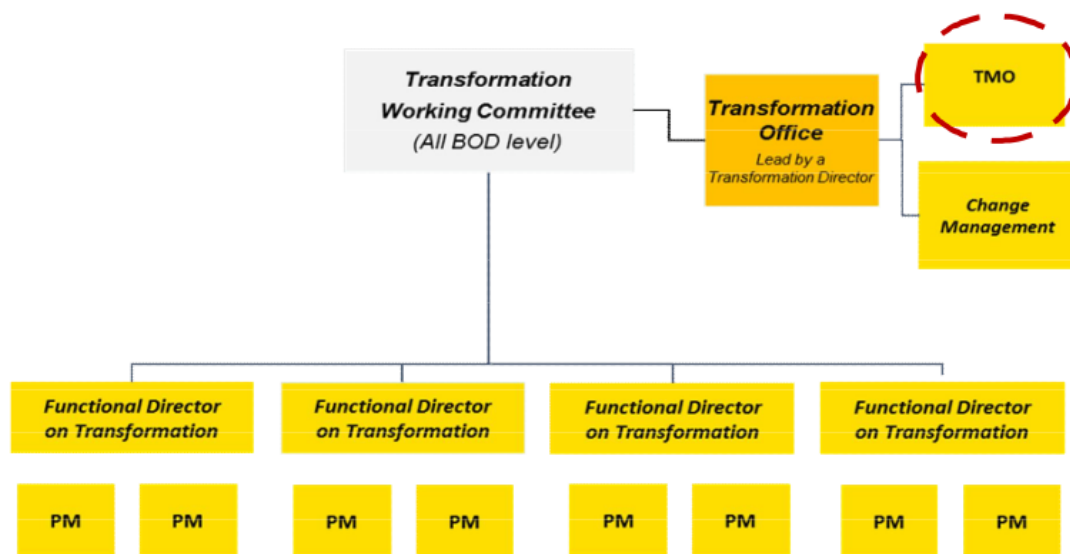 Transformation
Working Committee
(All BOD level)
Transformation
Office
Lead by a
Transformation Director
TMO
Change
Management
Functional Director
on Transformation
Functional Director
on Transformation
Functional Director
on Transformation
Functional Director
on Transformation
PM
PM
PM
PM
PM
PM
PM
PM